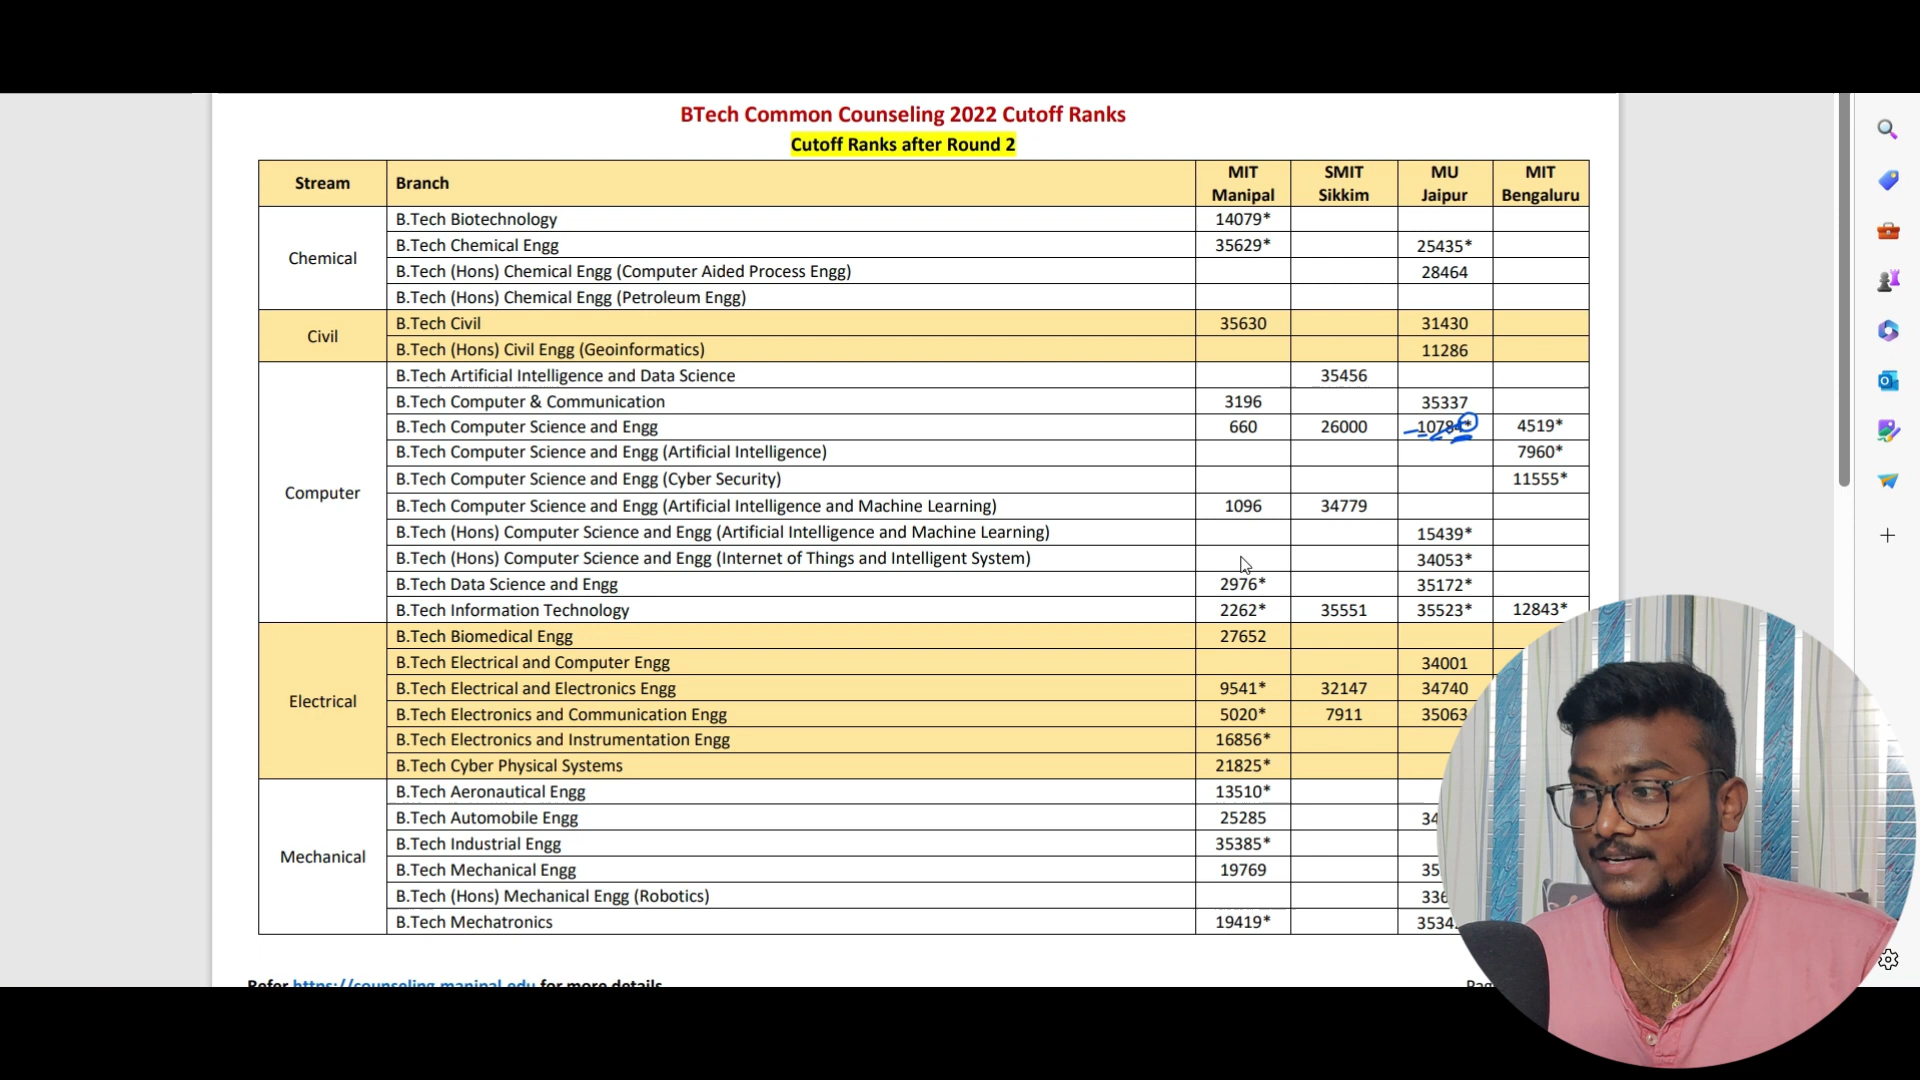 BTech Common Counseling 2022 Cutoff Ranks
Cutoff Ranks after Round 2
Stream Branch MIT Manipal SMIT Sikkim MU Jaipur MIT Bengaluru
Chemical
B.Tech Biotechnology 14079*
B.Tech Chemical Engg 35629* 25435*
B.Tech (Hons) Chemical Engg (Computer Aided Process Engg) 28464
B.Tech (Hons) Chemical Engg (Petroleum Engg)
Civil
B.Tech Civil 35630 31430
B.Tech (Hons) Civil Engg (Geoinformatics) 11286
Computer
B.Tech Artificial Intelligence and Data Science 35456
B.Tech Computer & Communication 3196 35337
B.Tech Computer Science and Engg 660 26000 10784* 4519*
B.Tech Computer Science and Engg (Artificial Intelligence) 7960*
B.Tech Computer Science and Engg (Cyber Security) 11555*
B.Tech Computer Science and Engg (Artificial Intelligence and Machine Learning) 1096 34779
B.Tech (Hons) Computer Science and Engg (Artificial Intelligence and Machine Learning) 15439*
B.Tech (Hons) Computer Science and Engg (Internet of Things and Intelligent System) 34053*
B.Tech Data Science and Engg 2976* 35172*
B.Tech Information Technology 2262* 35551 35523* 12843*
Electrical
B.Tech Biomedical Engg 27652
B.Tech Electrical and Computer Engg 34001
B.Tech Electrical and Electronics Engg 9541* 32147 34740
B.Tech Electronics and Communication Engg 5020* 7911 35063
B.Tech Electronics and Instrumentation Engg 16856*
B.Tech Cyber Physical Systems 21825*
Mechanical
B.Tech Aeronautical Engg 13510*
B.Tech Automobile Engg 25285
B.Tech Industrial Engg 35385*
B.Tech Mechanical Engg 19769
B.Tech (Hons) Mechanical Engg (Robotics)
B.Tech Mechatronics 19419*
Refer https://counseling.manipal.edu for more details